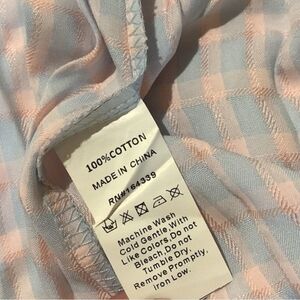 100%COTTON
MADE IN CHINA
RN#164339
Machine Wash
Cold Gentle,With
Like Colors,Do not
Bleach,Do not
Tumble Dry,
Remove Promptly,
Iron Low.